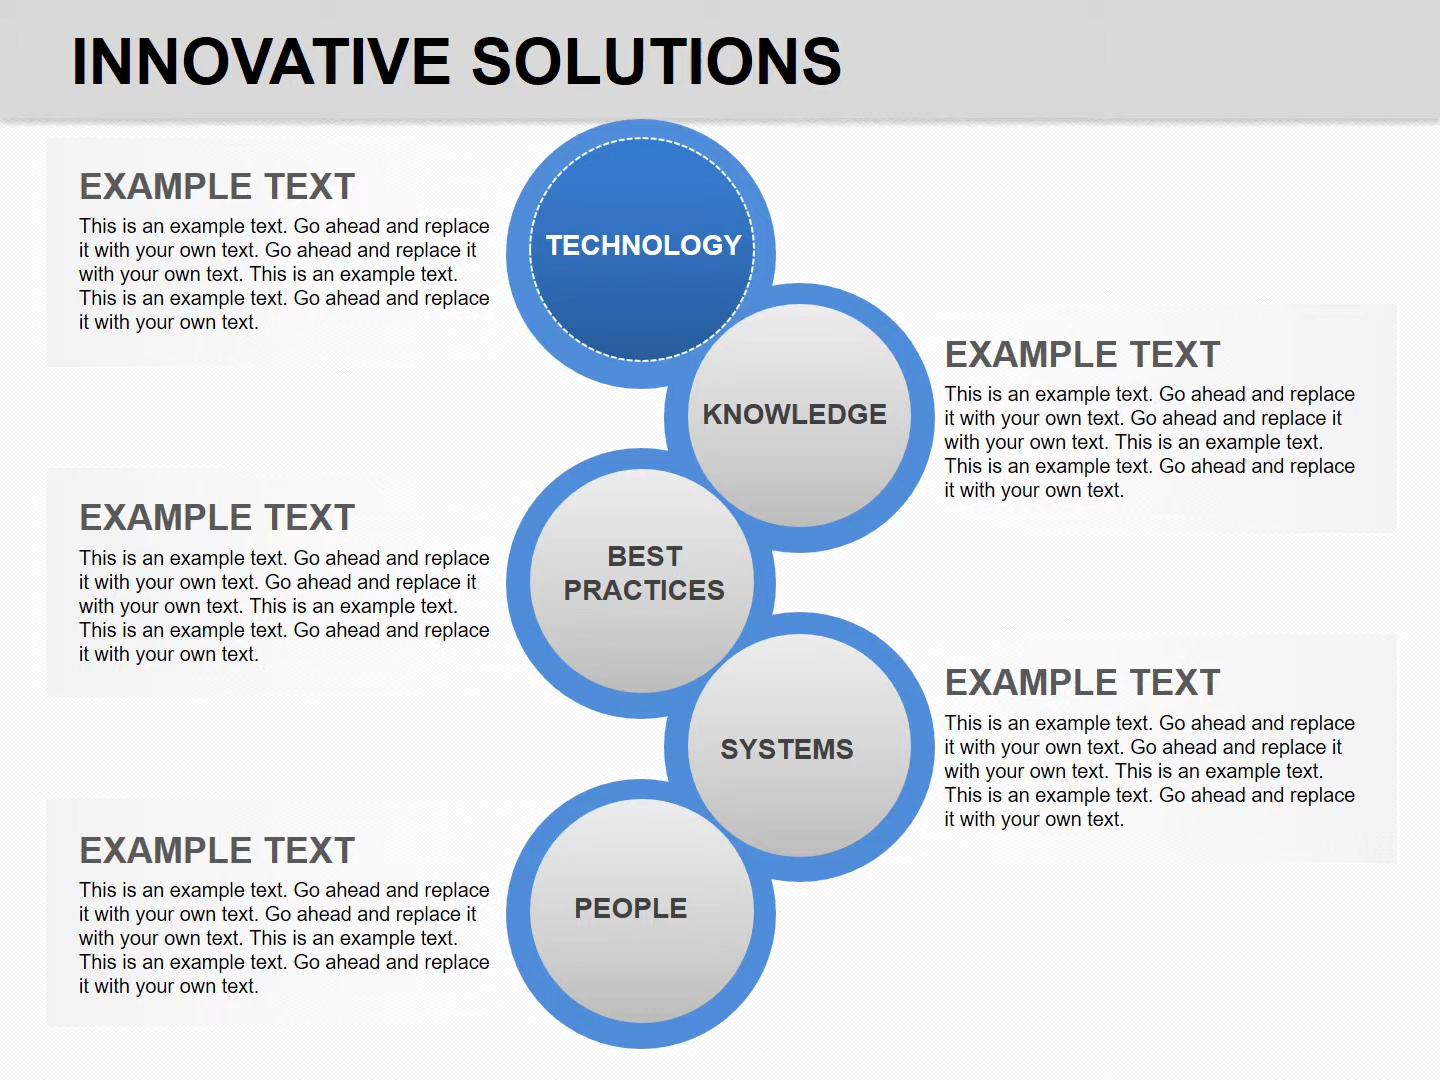 INNOVATIVE SOLUTIONS
EXAMPLE TEXT
This is an example text. Go ahead and replace
it with your own text. Go ahead and replace it
with your own text. This is an example text.
This is an example text. Go ahead and replace
it with your own text.
TECHNOLOGY
KNOWLEDGE
EXAMPLE TEXT
This is an example text. Go ahead and replace
it with your own text. Go ahead and replace it
with your own text. This is an example text.
This is an example text. Go ahead and replace
it with your own text.
EXAMPLE TEXT
This is an example text. Go ahead and replace
it with your own text. Go ahead and replace it
with your own text. This is an example text.
This is an example text. Go ahead and replace
it with your own text.
BEST
PRACTICES
SYSTEMS
EXAMPLE TEXT
This is an example text. Go ahead and replace
it with your own text. Go ahead and replace it
with your own text. This is an example text.
This is an example text. Go ahead and replace
it with your own text.
EXAMPLE TEXT
This is an example text. Go ahead and replace
it with your own text. Go ahead and replace it
with your own text. This is an example text.
This is an example text. Go ahead and replace
it with your own text.
PEOPLE